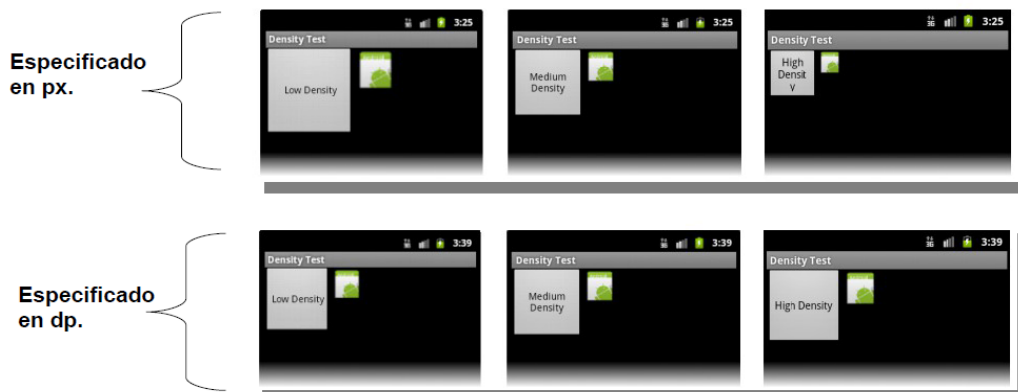 Especificado
en px.
3:25
Density Test
Low Density
3:25
Density Test
Medium
Density
3G 3:25
Density Test
High
Densit
y
Especificado
en dp.
3:39
Density Test
Low Density
3:39
Density Test
Medium
Density
3G 3:39
Density Test
High Density